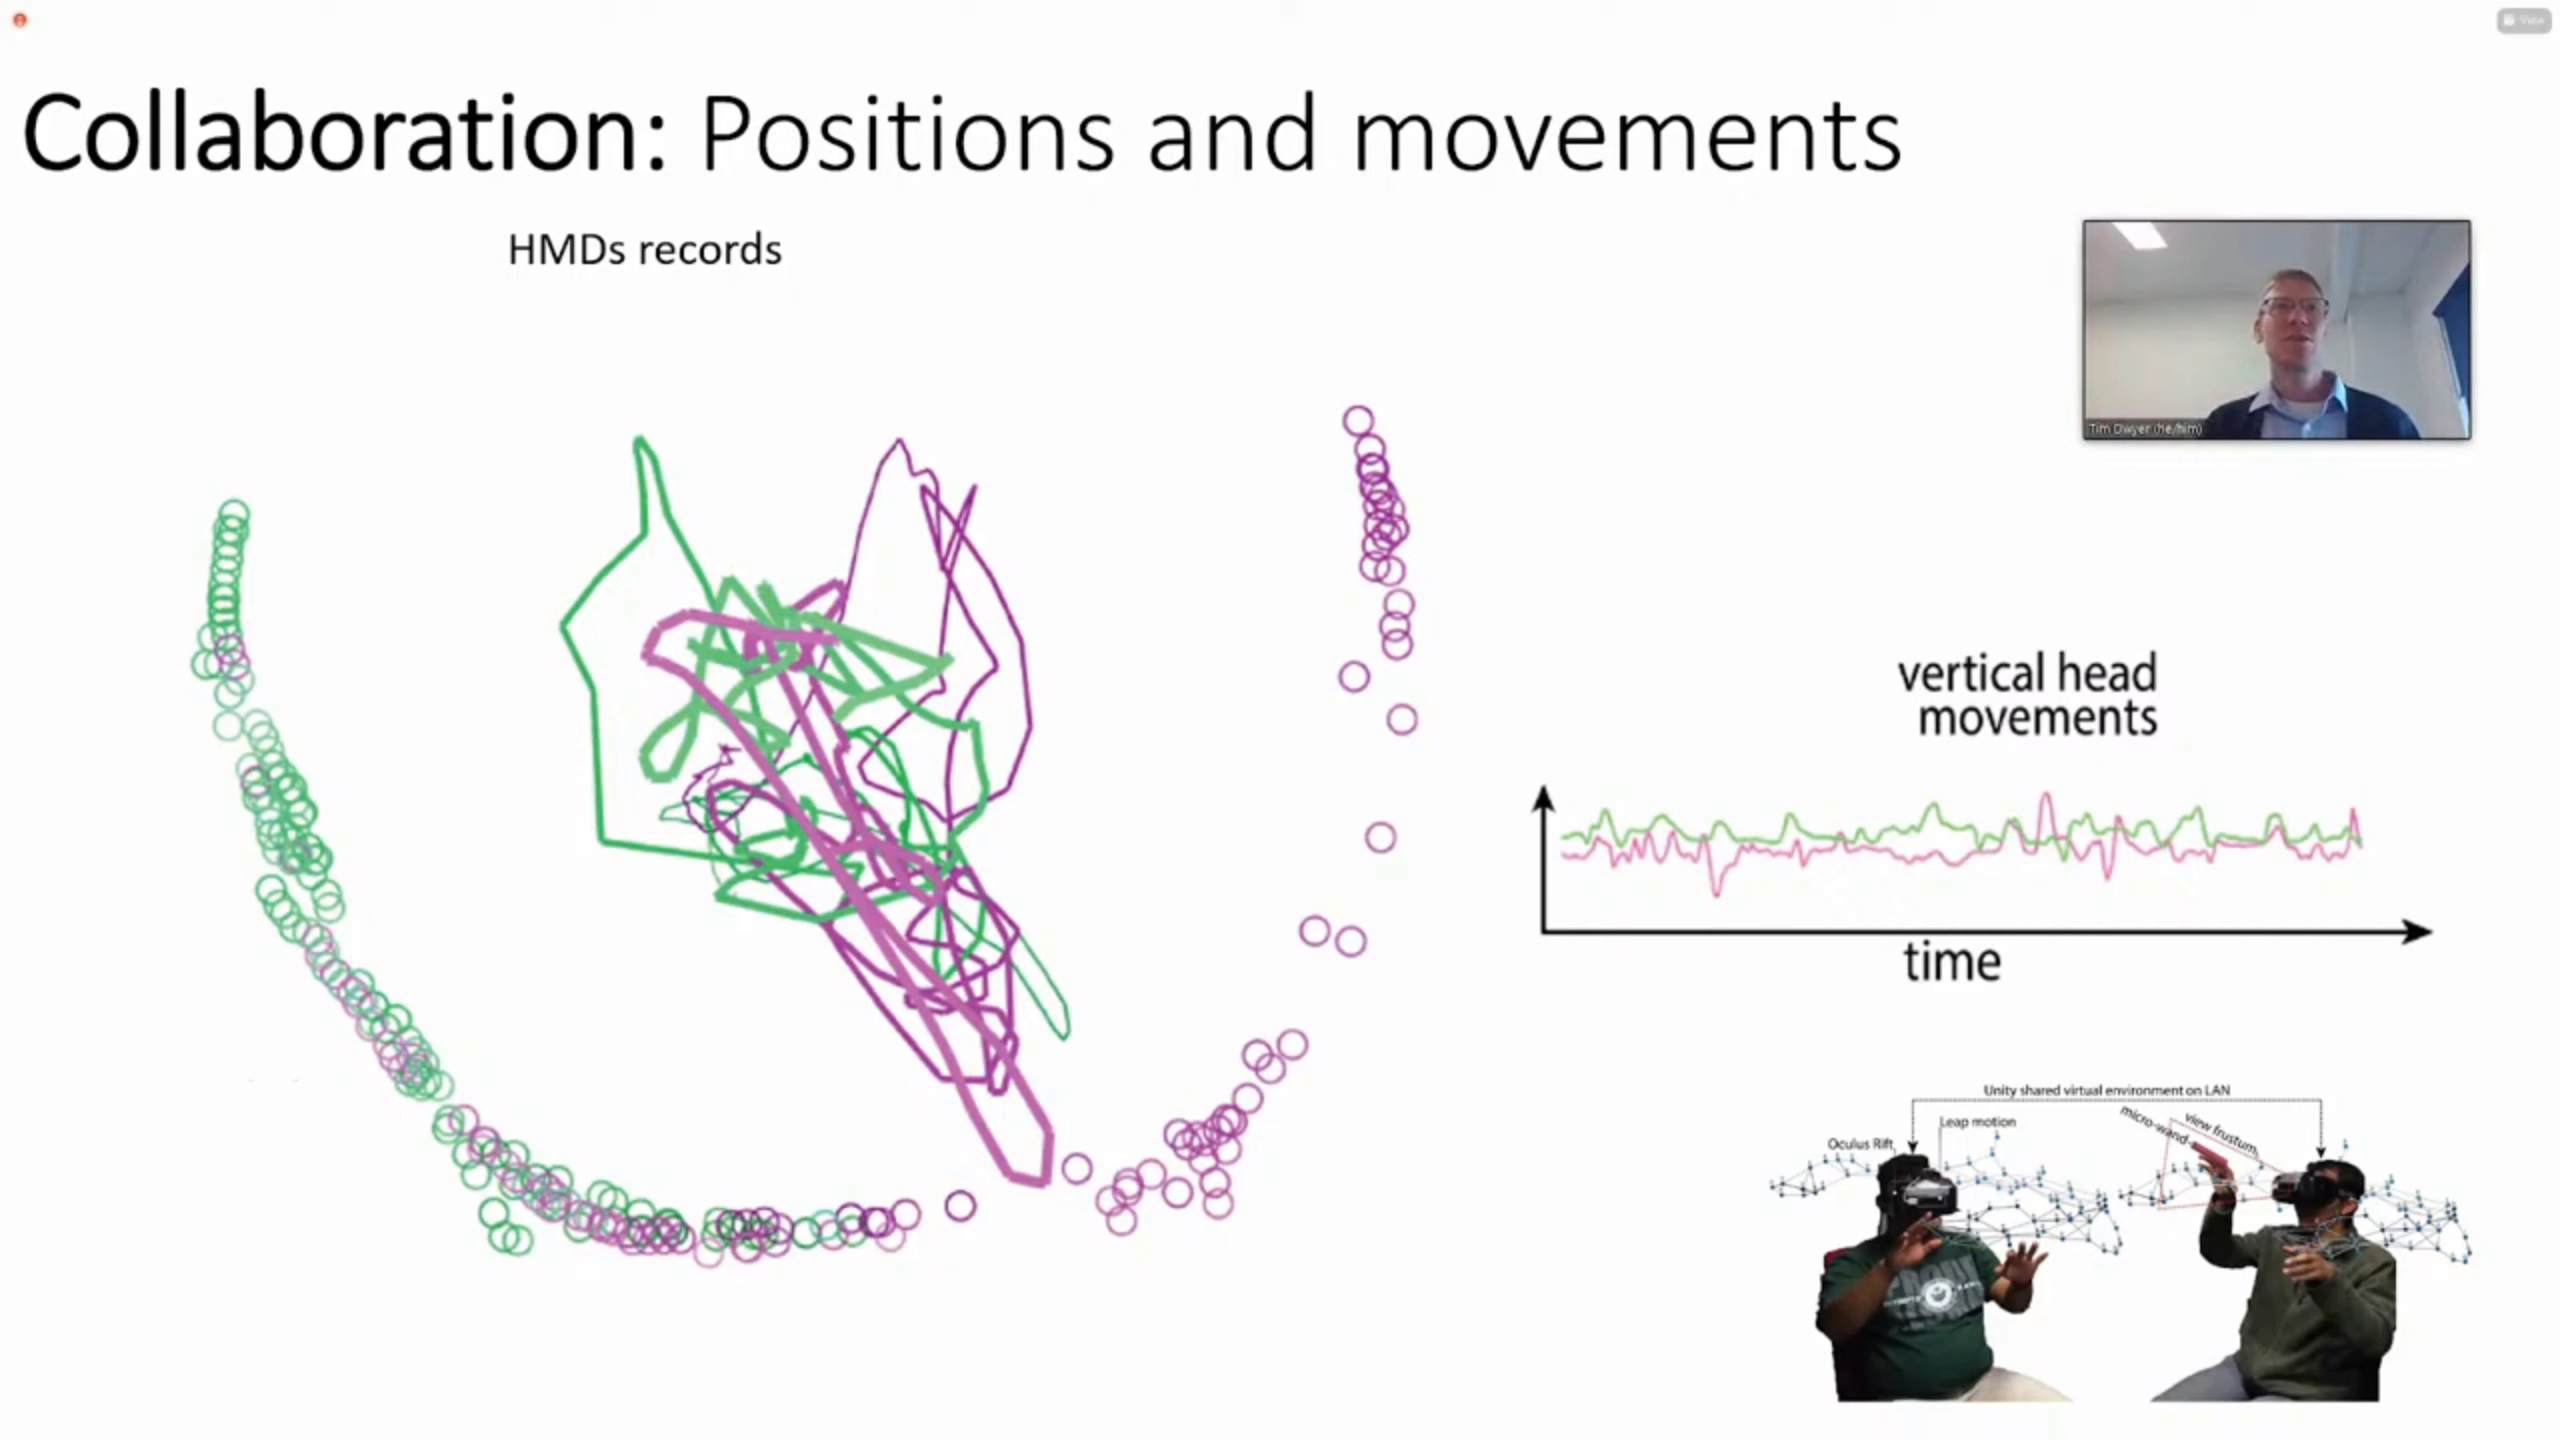 View
Collaboration: Positions and movements
HMDs records
Tim Dwyer (he/him)
vertical head
movements
time
Unity shared virtual environment on LAN
Leap motion
Oculus Rift
micro-wand
view frustum